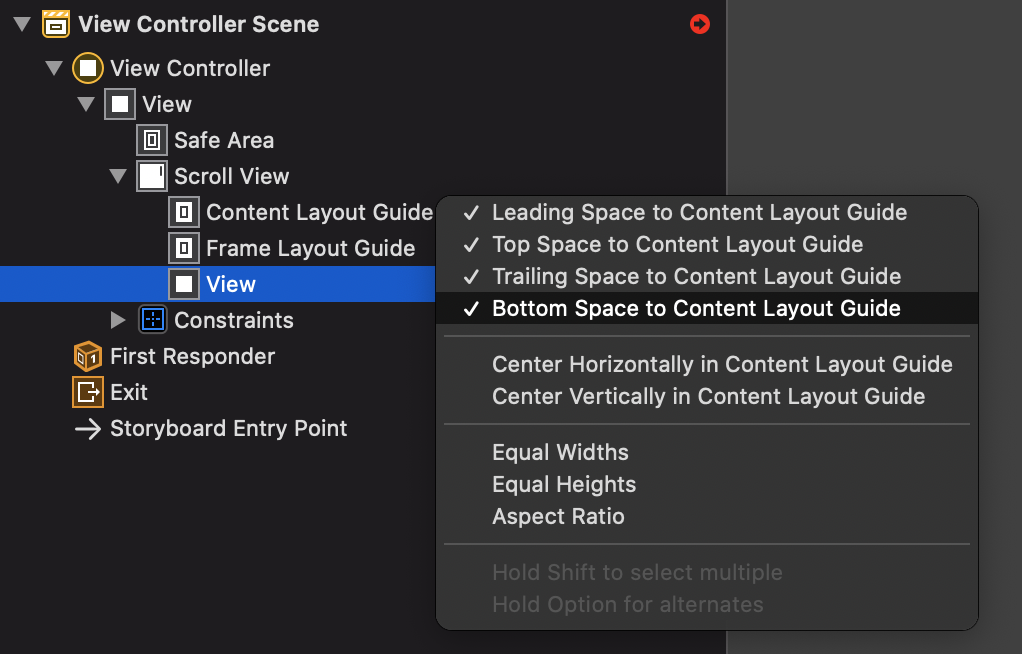 View Controller Scene
View Controller
View
Safe Area
Scroll View
Content Layout Guide
Frame Layout Guide
View
Constraints
First Responder
Exit
Storyboard Entry Point
Leading Space to Content Layout Guide
Top Space to Content Layout Guide
Trailing Space to Content Layout Guide
Bottom Space to Content Layout Guide
Center Horizontally in Content Layout Guide
Center Vertically in Content Layout Guide
Equal Widths
Equal Heights
Aspect Ratio
Hold Shift to select multiple
Hold Option for alternates